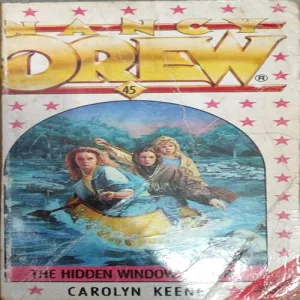 NANCY
DREW®
45
THE HIDDEN WINDOW
CAROLYN KEENE